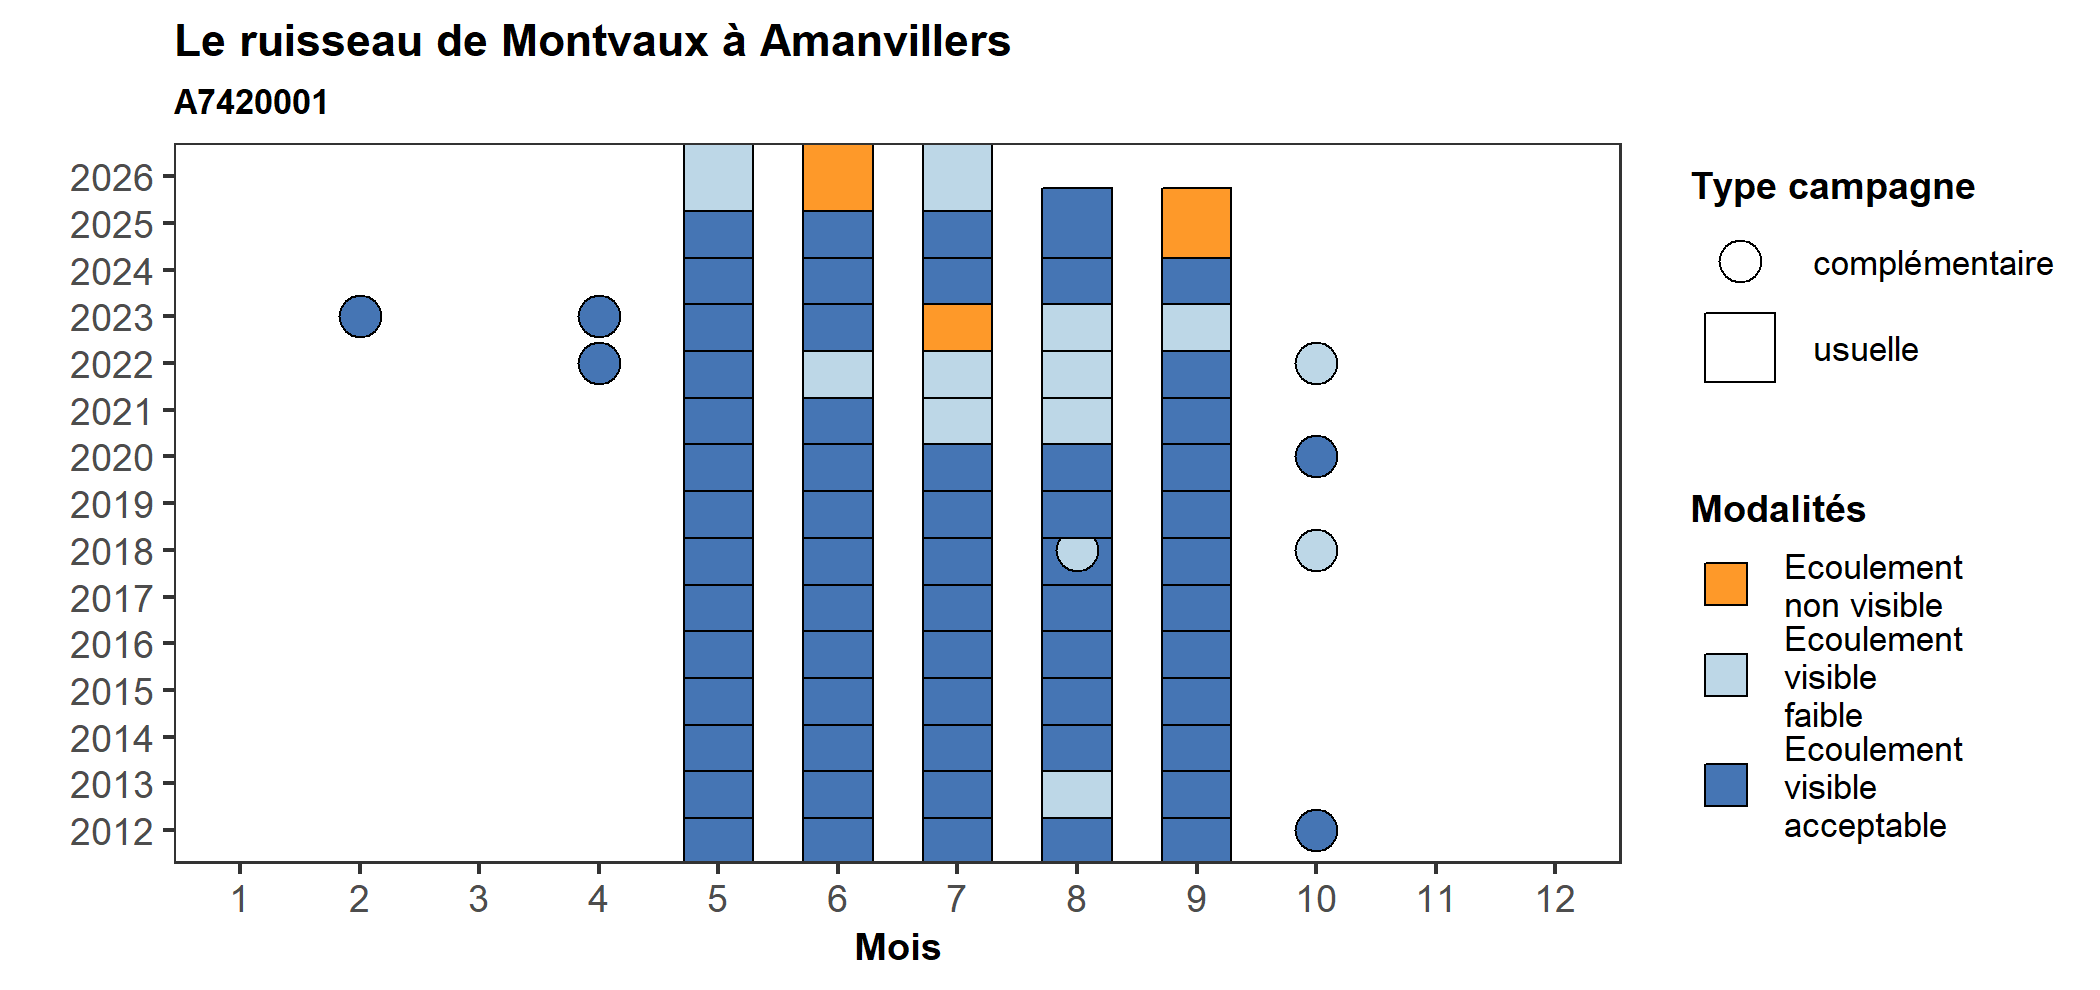 Le ruisseau de Montvaux à Amanvillers
A7420001
2026
2025
2024
2023
2022
2021
2020
2019
2018
2017
2016
2015
2014
2013
2012
1 2 3 4 5 6 7 8 9 10 11 12
Mois
Type campagne
complémentaire
usuelle
Modalités
Ecoulement
non visible
Ecoulement
visible
faible
Ecoulement
visible
acceptable